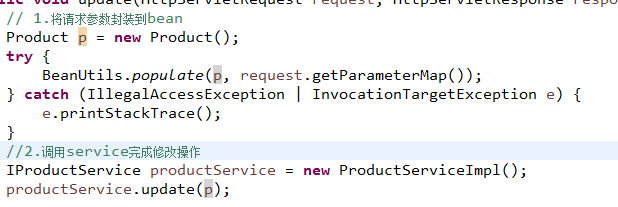 void update(HttpServletRequest request, HttpServletResponse
// 1.将请求参数封装到bean
Product p = new Product();
try {
BeanUtils.populate(p, request.getParameterMap());
} catch (IllegalAccessException | InvocationTargetException e) {
e.printStackTrace();
}
//2.调用service完成修改操作
IProductService productService = new ProductServiceImpl();
productService.update(p);